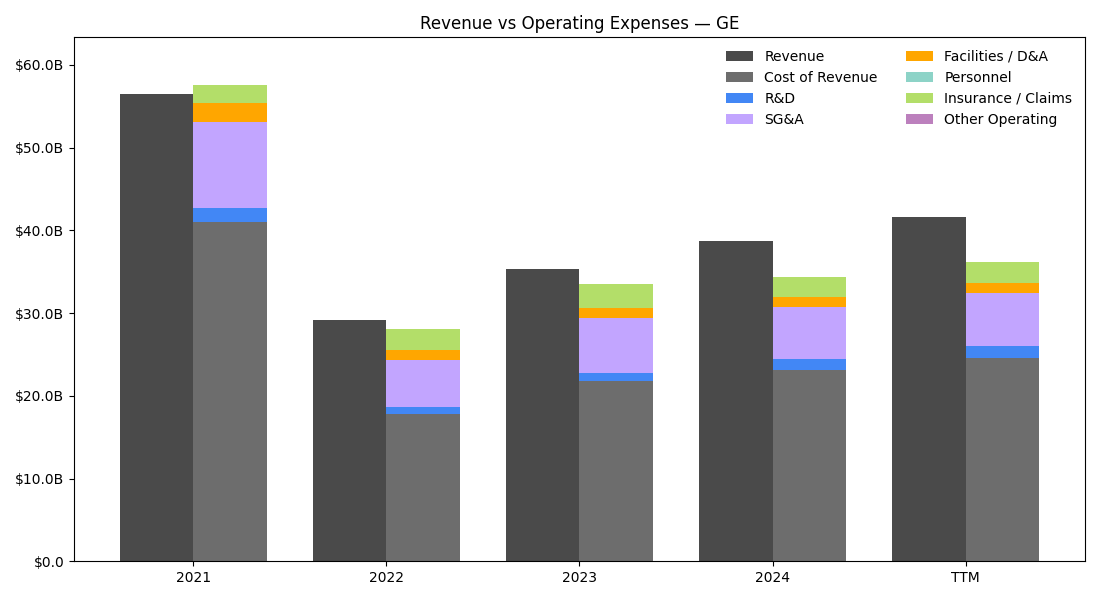 Revenue vs Operating Expenses — GE
Revenue
Cost of Revenue
R&D
SG&A
Facilities / D&A
Personnel
Insurance / Claims
Other Operating
$60.0B
$50.0B
$40.0B
$30.0B
$20.0B
$10.0B
$0.0
2021 2022 2023 2024 TTM